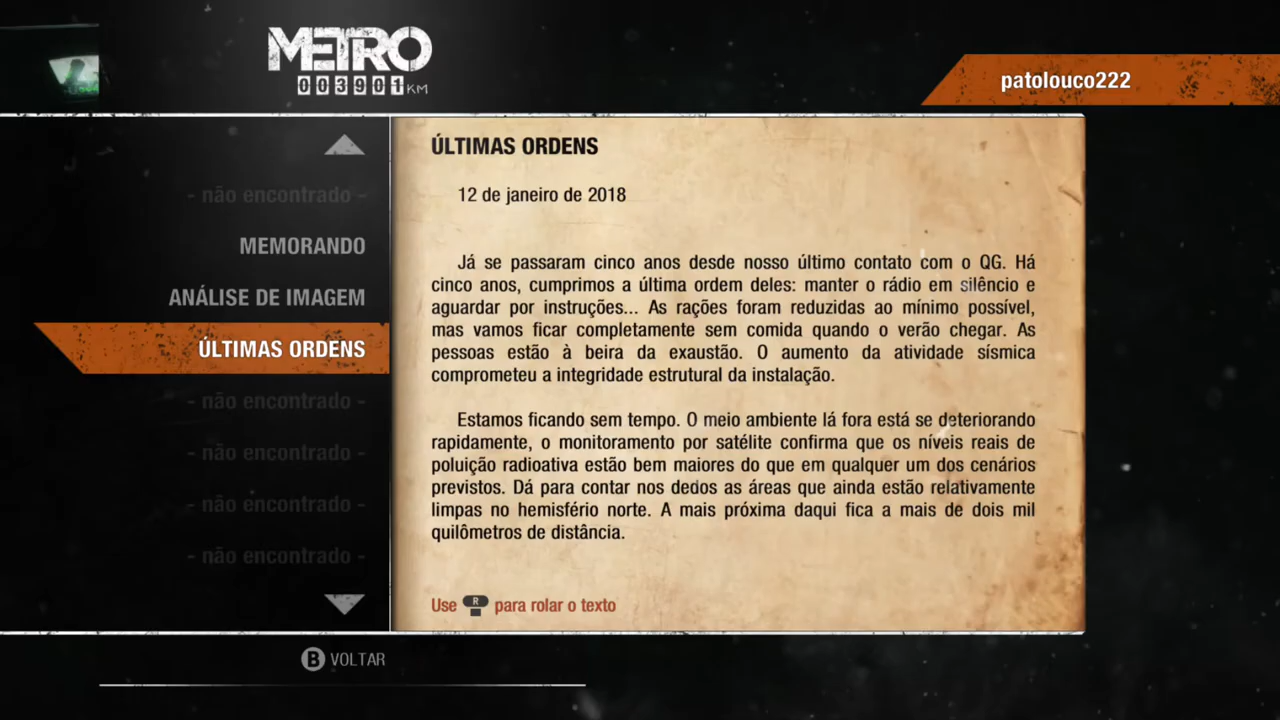 METRO
003901 KM
patolouco222
- não encontrado -
MEMORANDO
ANÁLISE DE IMAGEM
ÚLTIMAS ORDENS
- não encontrado -
- não encontrado -
- não encontrado -
- não encontrado -
ÚLTIMAS ORDENS
12 de janeiro de 2018
Já se passaram cinco anos desde nosso último contato com o QG. Há
cinco anos, cumprimos a última ordem deles: manter o rádio em silêncio e
aguardar por instruções... As rações foram reduzidas ao mínimo possível,
mas vamos ficar completamente sem comida quando o verão chegar. As
pessoas estão à beira da exaustão. O aumento da atividade sísmica
comprometeu a integridade estrutural da instalação.
Estamos ficando sem tempo. O meio ambiente lá fora está se deteriorando
rapidamente, o monitoramento por satélite confirma que os níveis reais de
poluição radioativa estão bem maiores do que em qualquer um dos cenários
previstos. Dá para contar nos dedos as áreas que ainda estão relativamente
limpas no hemisfério norte. A mais próxima daqui fica a mais de dois mil
quilômetros de distância.
Use R para rolar o texto
B VOLTAR